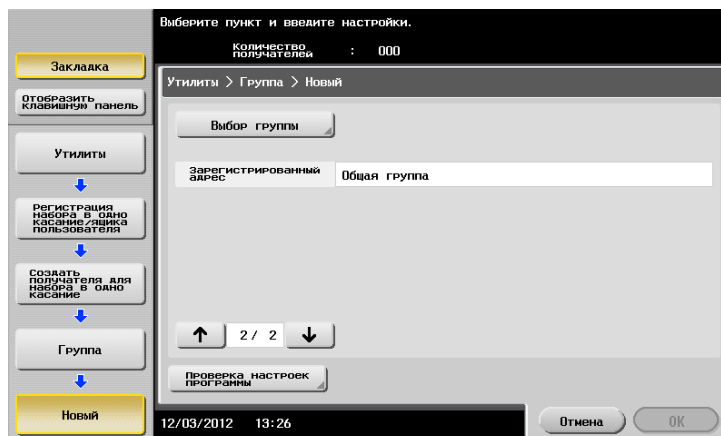 Выберите пункт и введите настройки.
Количество
получателей : 000
Закладка
Отобразить
клавишную панель
Утилиты
Регистрация
набора в одно
касание/ящика
пользователя
Создать
получателя для
набора в одно
касание
Группа
Новый
Утилиты > Группа > Новый
Выбор группы
Зарегистрированный
адрес
Общая группа
↑ 2/ 2 ↓
Проверка настроек
программы
12/03/2012 13:26
Отмена
OK